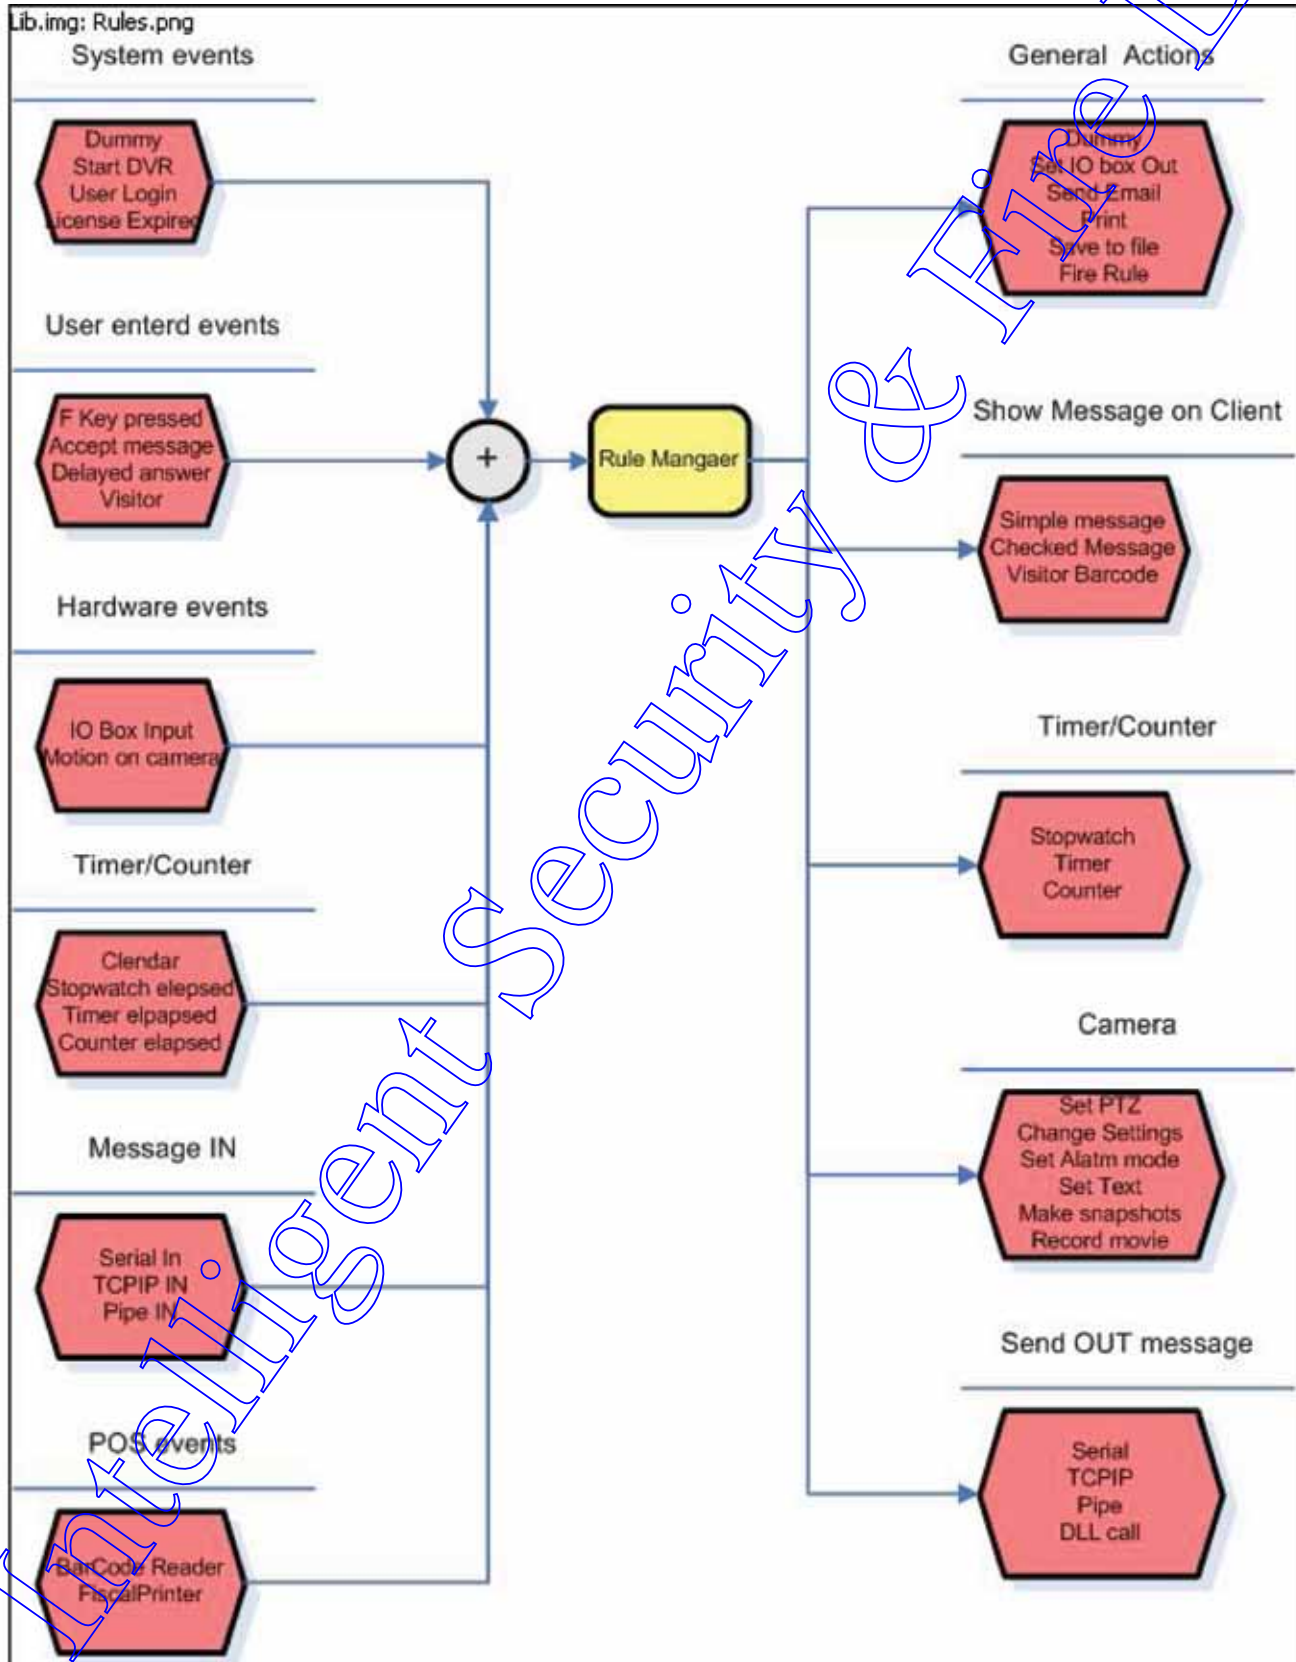 Lib.img: Rules.png
System events
Dummy
Start DVR
User Login
License Expired
User enterd events
F Key pressed
Accept message
Delayed answer
Visitor
Hardware events
IO Box Input
Motion on camera
Timer/Counter
Clendar
Stopwatch elepsed
Timer elpapsed
Counter elapsed
Message IN
Serial In
TCPIP IN
Pipe IN
POS events
BarCode Reader
FiscalPrinter
+
Rule Mangaer
General Actions
Dummy
Set IO box Out
Send Email
Print
Save to file
Fire Rule
Show Message on Client
Simple message
Checked Message
Visitor Barcode
Timer/Counter
Stopwatch
Timer
Counter
Camera
Set PTZ
Change Settings
Set Alatm mode
Set Text
Make snapshots
Record movie
Send OUT message
Serial
TCPIP
Pipe
DLL call
Intelligent Security & Fire